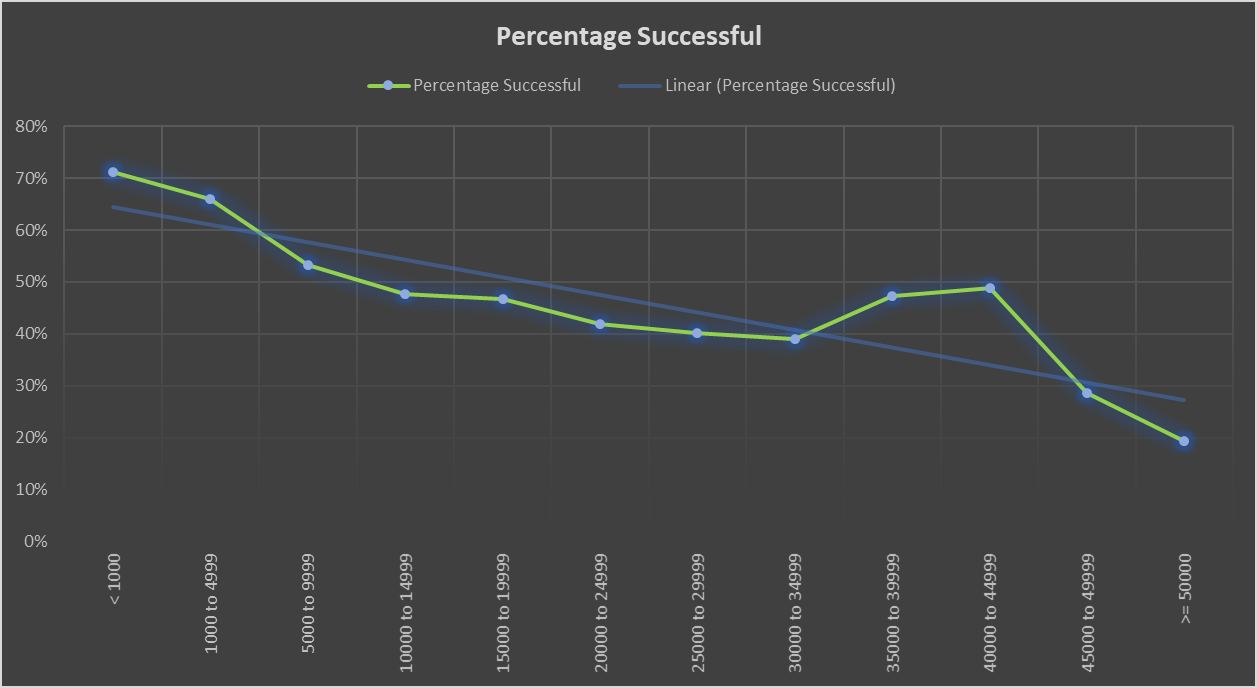 Percentage Successful
Percentage Successful
Linear (Percentage Successful)
80%
70%
60%
50%
40%
30%
20%
10%
0%
< 1000
1000 to 4999
5000 to 9999
10000 to 14999
15000 to 19999
20000 to 24999
25000 to 29999
30000 to 34999
35000 to 39999
40000 to 44999
45000 to 49999
>= 50000